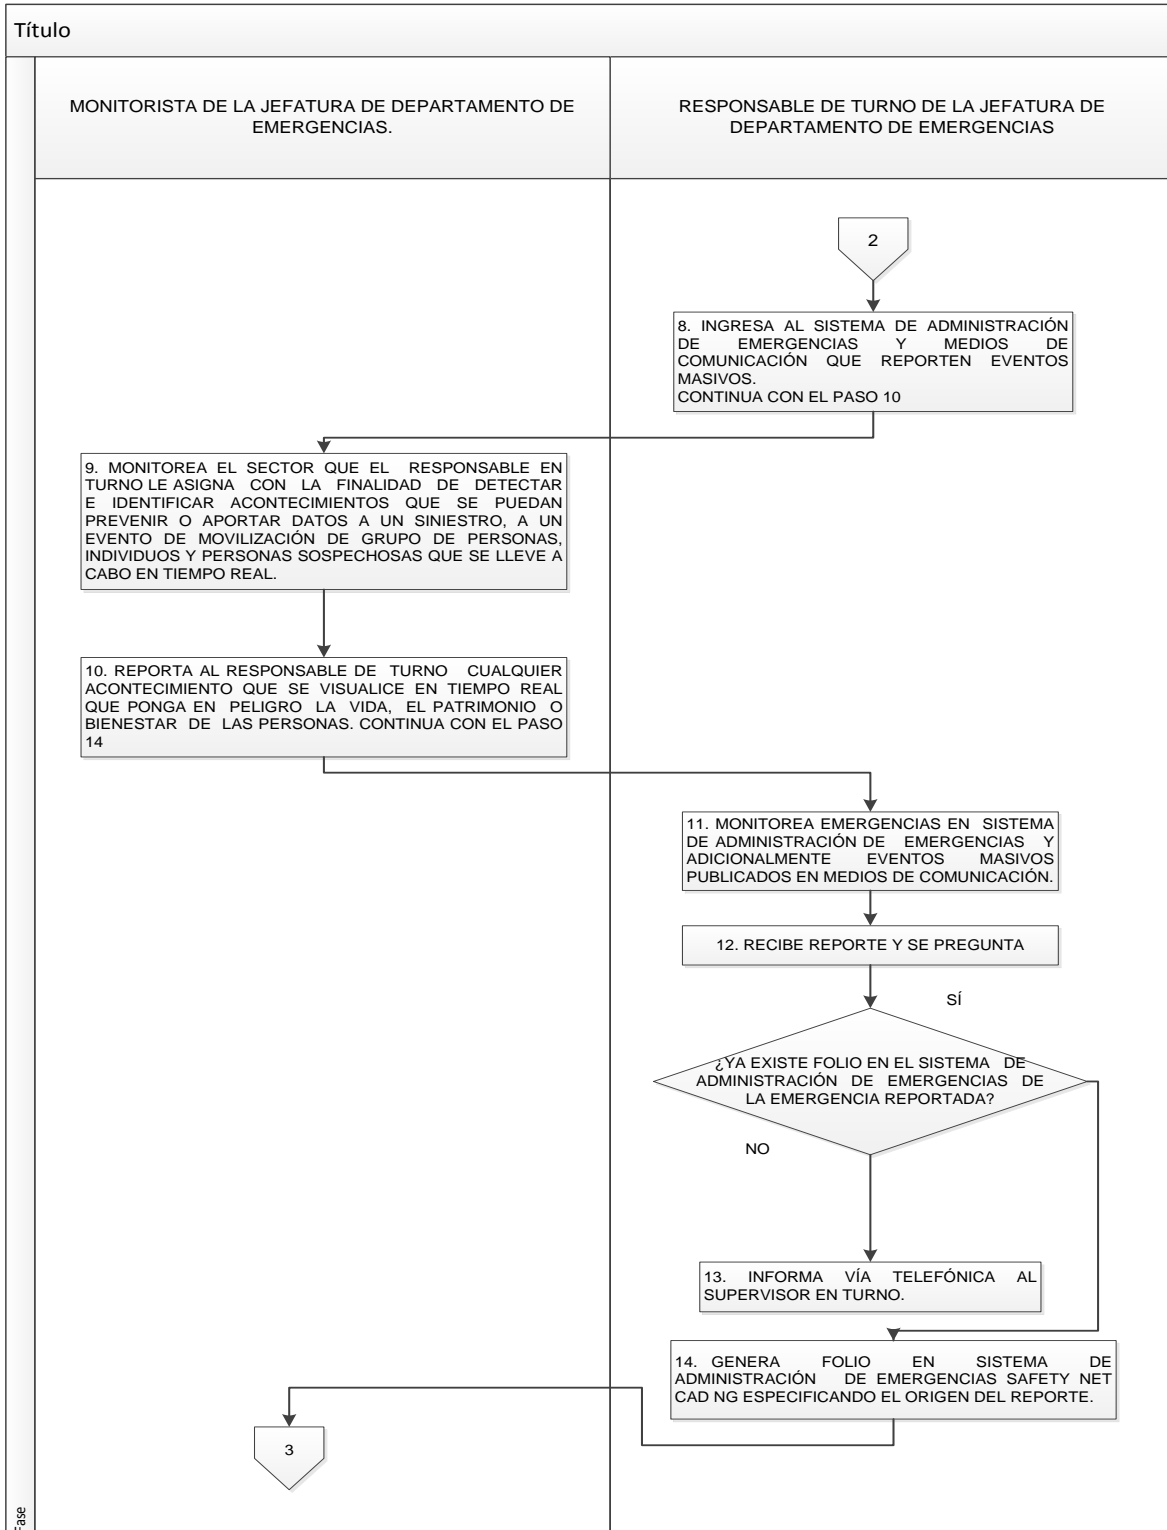 Título
MONITORISTA DE LA JEFATURA DE DEPARTAMENTO DE
EMERGENCIAS.
RESPONSABLE DE TURNO DE LA JEFATURA DE
DEPARTAMENTO DE EMERGENCIAS
2
8. INGRESA AL SISTEMA DE ADMINISTRACIÓN
DE EMERGENCIAS Y MEDIOS DE
COMUNICACIÓN QUE REPORTEN EVENTOS
MASIVOS.
CONTINUA CON EL PASO 10
9. MONITOREA EL SECTOR QUE EL RESPONSABLE EN
TURNO LE ASIGNA CON LA FINALIDAD DE DETECTAR
E IDENTIFICAR ACONTECIMIENTOS QUE SE PUEDAN
PREVENIR O APORTAR DATOS A UN SINIESTRO, A UN
EVENTO DE MOVILIZACIÓN DE GRUPO DE PERSONAS,
INDIVIDUOS Y PERSONAS SOSPECHOSAS QUE SE LLEVE A
CABO EN TIEMPO REAL.
10. REPORTA AL RESPONSABLE DE TURNO CUALQUIER
ACONTECIMIENTO QUE SE VISUALICE EN TIEMPO REAL
QUE PONGA EN PELIGRO LA VIDA, EL PATRIMONIO O
BIENESTAR DE LAS PERSONAS. CONTINUA CON EL PASO
14
11. MONITOREA EMERGENCIAS EN SISTEMA
DE ADMINISTRACIÓN DE EMERGENCIAS Y
ADICIONALMENTE EVENTOS MASIVOS
PUBLICADOS EN MEDIOS DE COMUNICACIÓN.
12. RECIBE REPORTE Y SE PREGUNTA
SÍ
¿YA EXISTE FOLIO EN EL SISTEMA DE
ADMINISTRACIÓN DE EMERGENCIAS DE
LA EMERGENCIA REPORTADA?
NO
13. INFORMA VÍA TELEFÓNICA AL
SUPERVISOR EN TURNO.
14. GENERA FOLIO EN SISTEMA DE
ADMINISTRACIÓN DE EMERGENCIAS SAFETY NET
CAD NG ESPECIFICANDO EL ORIGEN DEL REPORTE.
3
Fase